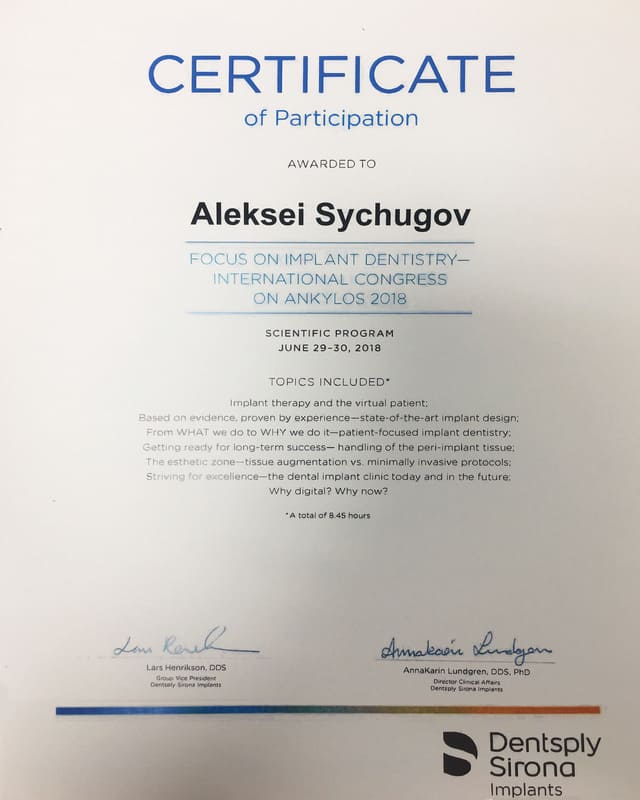 CERTIFICATE
of Participation
AWARDED TO
Aleksei Sychugov
FOCUS ON IMPLANT DENTISTRY—
INTERNATIONAL CONGRESS
ON ANKYLOS 2018
SCIENTIFIC PROGRAM
JUNE 29–30, 2018
TOPICS INCLUDED*
Implant therapy and the virtual patient;
Based on evidence, proven by experience—state-of-the-art implant design;
From WHAT we do to WHY we do it—patient-focused implant dentistry;
Getting ready for long-term success— handling of the peri-implant tissue;
The esthetic zone—tissue augmentation vs. minimally invasive protocols;
Striving for excellence—the dental implant clinic today and in the future;
Why digital? Why now?
*A total of 8.45 hours
Annakarin Lundgren
Lars Henrikson, DDS
Group Vice President
Dentsply Sirona Implants
AnnaKarin Lundgren, DDS, PhD
Director Clinical Affairs
Dentsply Sirona Implants
Dentsply
Sirona
Implants